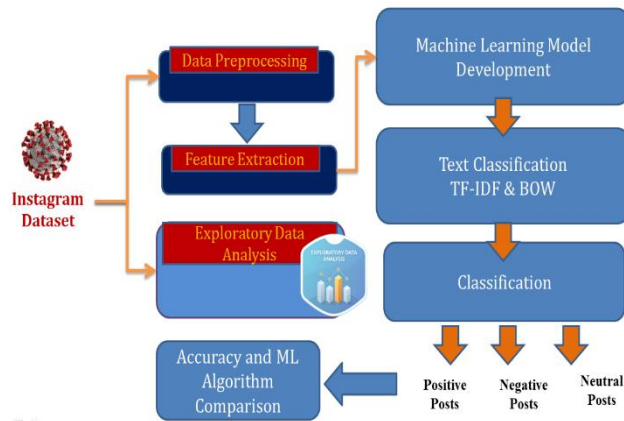 Data Preprocessing
Feature Extraction
Instagram
Dataset
Exploratory Data
Analysis
EXPLORATORY DATA
ANALYSIS
Machine Learning Model
Development
Text Classification
TF-IDF & BOW
Classification
Positive
Posts
Negative
Posts
Neutral
Posts
Accuracy and ML
Algorithm
Comparison